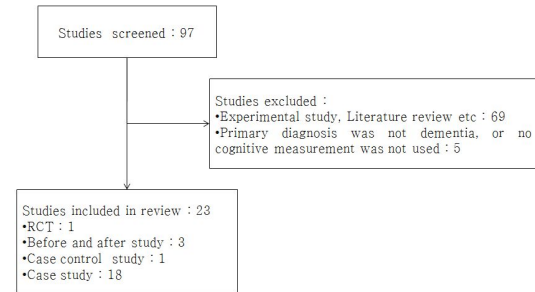 Studies screened : 97
Studies excluded :
•Experimental study, Literature review etc : 69
•Primary diagnosis was not dementia, or no
cognitive measurement was not used : 5
Studies included in review : 23
•RCT : 1
•Before and after study : 3
•Case control study : 1
•Case study : 18